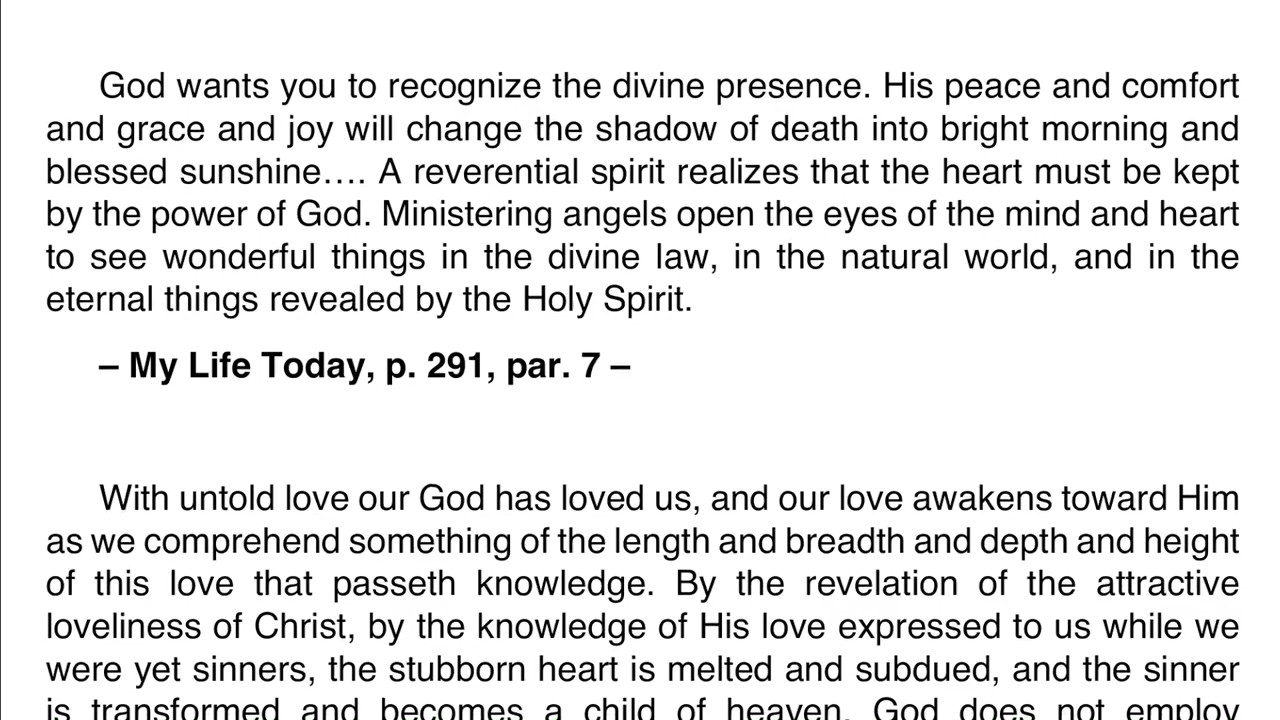 God wants you to recognize the divine presence. His peace and comfort
and grace and joy will change the shadow of death into bright morning and
blessed sunshine…. A reverential spirit realizes that the heart must be kept
by the power of God. Ministering angels open the eyes of the mind and heart
to see wonderful things in the divine law, in the natural world, and in the
eternal things revealed by the Holy Spirit.
– My Life Today, p. 291, par. 7 –
With untold love our God has loved us, and our love awakens toward Him
as we comprehend something of the length and breadth and depth and height
of this love that passeth knowledge. By the revelation of the attractive
loveliness of Christ, by the knowledge of His love expressed to us while we
were yet sinners, the stubborn heart is melted and subdued, and the sinner
is transformed and becomes a child of heaven. God does not employ